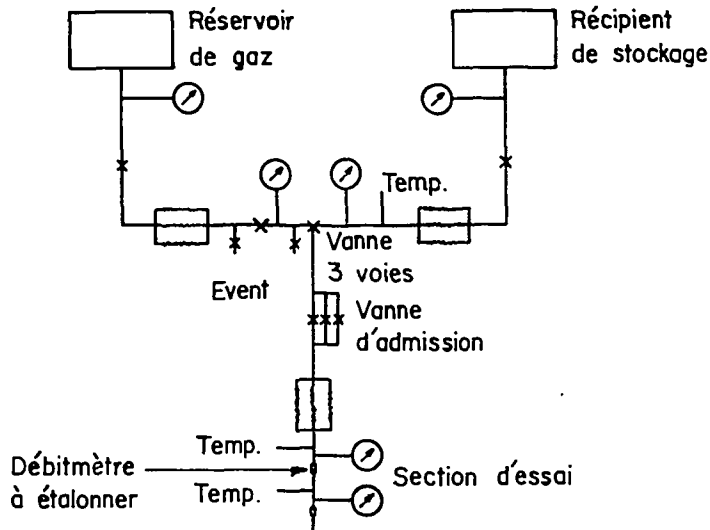 Réservoir
de gaz
Récipient
de stockage
Temp.
Vanne
3 voies
Event
Vanne
d'admission
Temp.
Débitmètre
à étalonner
Section d'essai
Temp.